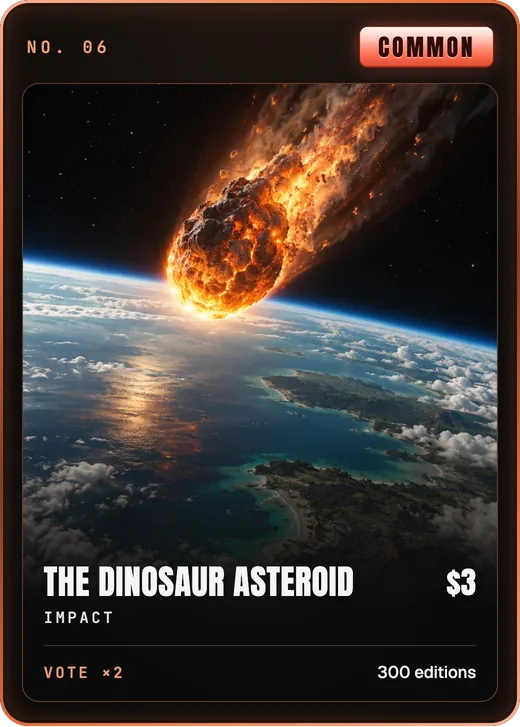 NO. 06
COMMON
THE DINOSAUR ASTEROID
$3
IMPACT
VOTE ×2
300 editions